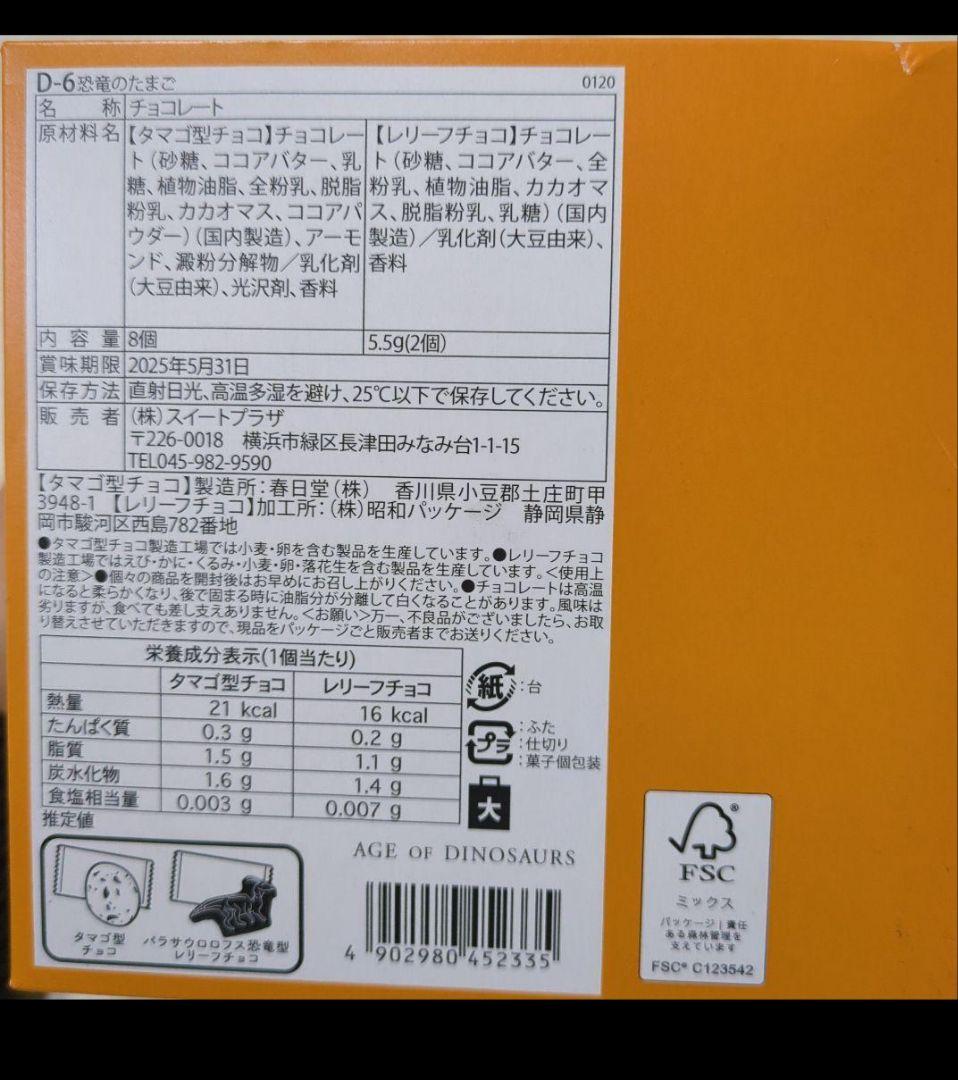 D-6恐竜のたまご 0120
名称 チョコレート
原材料名
【タマゴ型チョコ】チョコレー
ト（砂糖、ココアバター、乳
糖、植物油脂、全粉乳、脱脂
粉乳、カカオマス、ココアパ
ウダー）（国内製造）、アーモ
ンド、澱粉分解物／乳化剤
（大豆由来）、光沢剤、香料
【レリーフチョコ】チョコレー
ト（砂糖、ココアバター、全
粉乳、植物油脂、カカオマ
ス、脱脂粉乳、乳糖）（国内
製造）／乳化剤（大豆由来）、
香料
内容量 8個 5.5g(2個)
賞味期限 2025年5月31日
保存方法 直射日光、高温多湿を避け、25℃以下で保存してください。
販売者 （株）スイートプラザ
〒226-0018 横浜市緑区長津田みなみ台1-1-15
TEL045-982-9590
【タマゴ型チョコ】製造所：春日堂（株） 香川県小豆郡土庄町甲
3948-1 【レリーフチョコ】加工所：（株）昭和パッケージ 静岡県静
岡市駿河区西島782番地
●タマゴ型チョコ製造工場では小麦・卵を含む製品を生産しています。●レリーフチョコ
製造工場ではえび・かに・くるみ・小麦・卵・落花生を含む製品を生産しています。＜使用上
の注意＞●個々の商品を開封後はお早めにお召し上がりください。●チョコレートは高温
になると柔らかくなり、後で固まる時に油脂分が分離して白くなることがあります。風味は
劣りますが、食べても差し支えありません。＜お願い＞万一、不良品がございましたら、お取
り替えさせていただきますので、現品をパッケージごと販売者までお送りください。
栄養成分表示(1個当たり)
タマゴ型チョコ レリーフチョコ
熱量 21 kcal 16 kcal
たんぱく質 0.3 g 0.2 g
脂質 1.5 g 1.1 g
炭水化物 1.6 g 1.4 g
食塩相当量 0.003 g 0.007 g
推定値
紙：台
プラ：ふた
：仕切り
：菓子個包装
大
AGE OF DINOSAURS
タマゴ型
チョコ
パラサウロロフス恐竜型
レリーフチョコ
4 902980 452335
®
FSC
ミックス
パッケージ｜責任
ある森林管理を
支えています
FSC® C123542